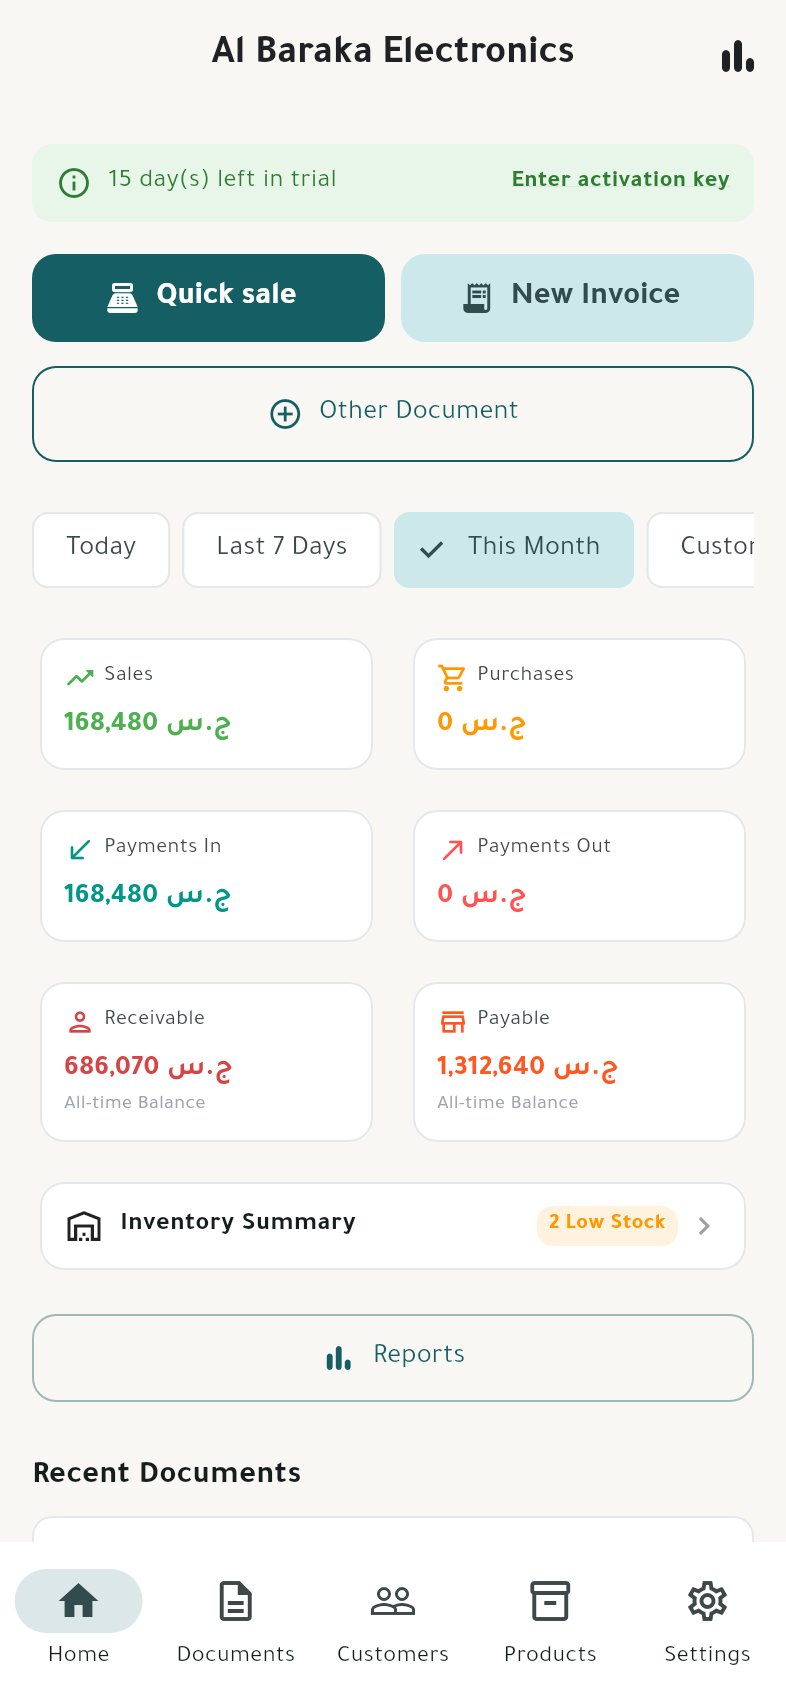 Al Baraka Electronics
15 day(s) left in trial
Enter activation key
Quick sale
New Invoice
Other Document
Today
Last 7 Days
This Month
Sales
168,480 ج.س
Purchases
0 ج.س
Payments In
168,480 ج.س
Payments Out
0 ج.س
Receivable
686,070 ج.س
All-time Balance
Payable
1,312,640 ج.س
All-time Balance
Inventory Summary
2 Low Stock
Reports
Recent Documents
Home
Documents
Customers
Products
Settings